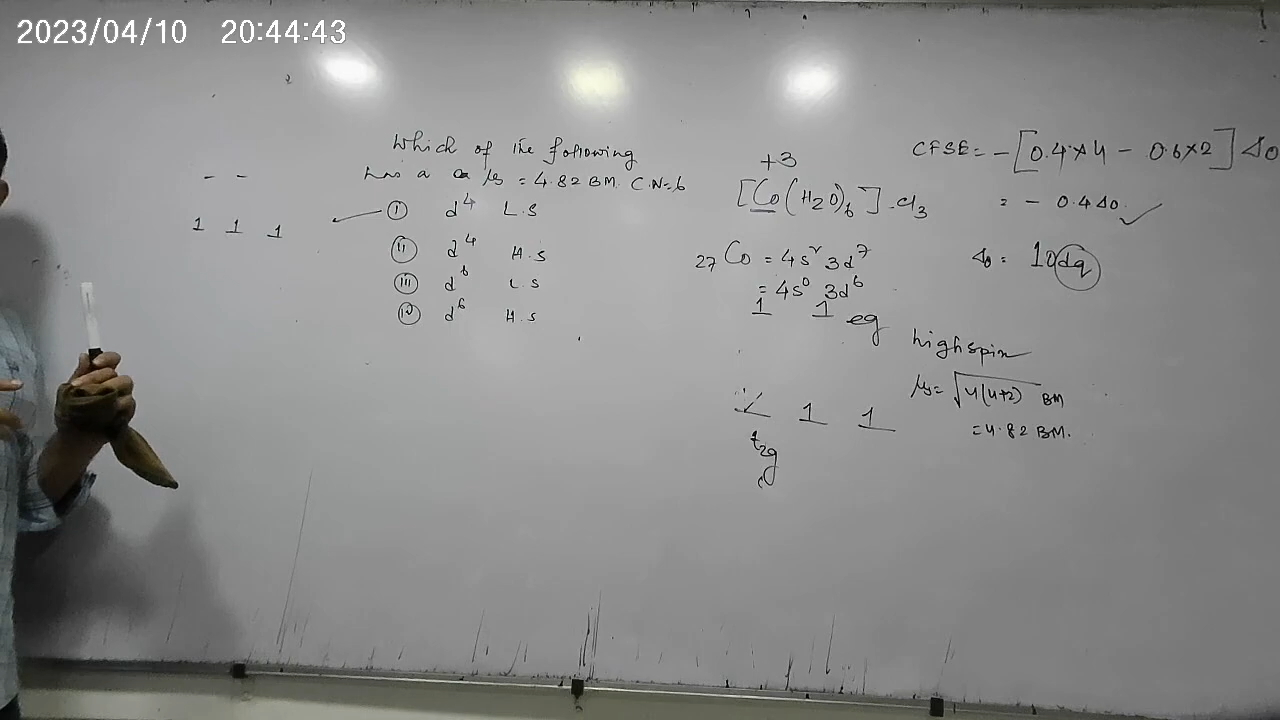 2023/04/10 20:44:43
Which of the following
has a μs = 4.82 BM. C.N=6
(i) d⁴ L.S
(ii) d⁴ H.S
(iii) d⁶ L.S
(iv) d⁶ H.S
1 1 1
+3
[Co(H2O)6].Cl3
27 Co = 4s² 3d⁷
= 4s⁰ 3d⁶
1 1 eg
1 1
t2g
CFSE = -[0.4×4 - 0.6×2]Δo
= - 0.4Δo
Δo = 10dq
high spin
μs = √4(4+2) BM
= 4.82 BM.